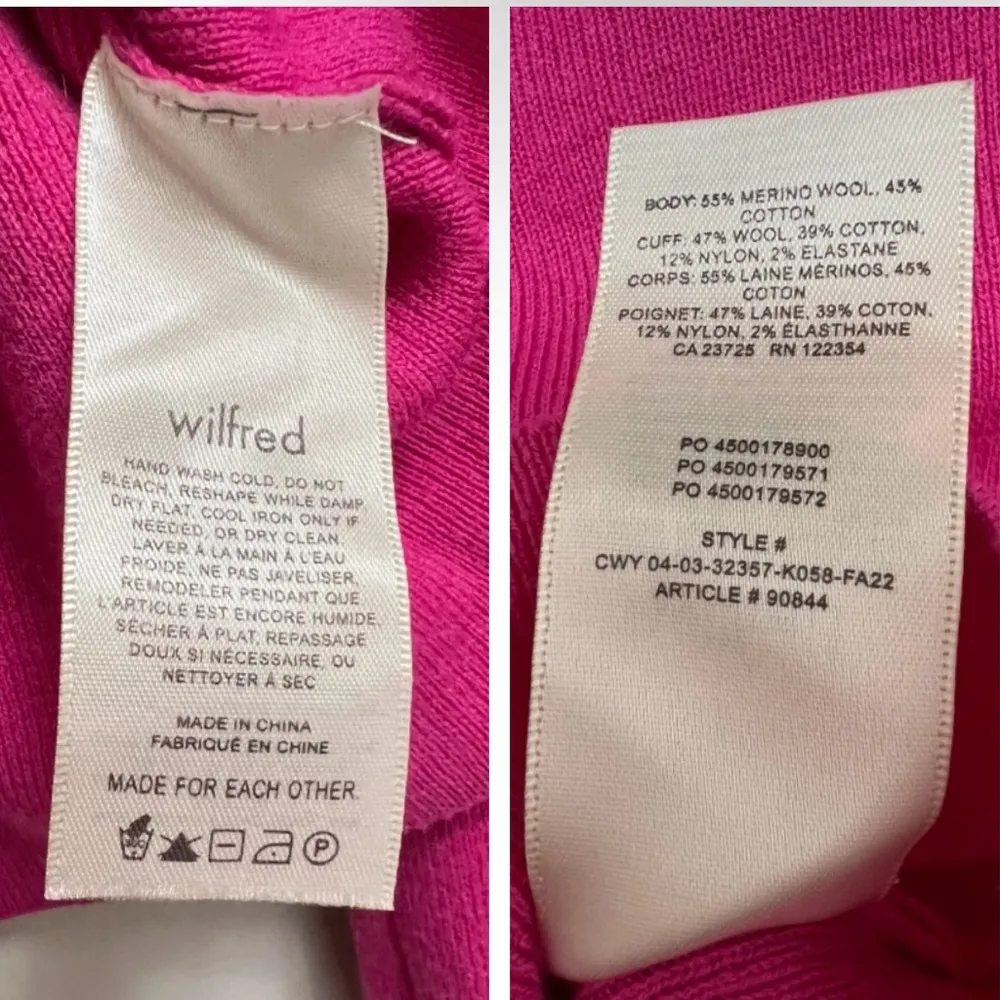 wilfred
HAND WASH COLD, DO NOT
BLEACH, RESHAPE WHILE DAMP
DRY FLAT, COOL IRON ONLY IF
NEEDED, OR DRY CLEAN.
LAVER À LA MAIN À L'EAU
FROIDE, NE PAS JAVELISER,
REMODELER PENDANT QUE
L'ARTICLE EST ENCORE HUMIDE,
SÉCHER À PLAT, REPASSAGE
DOUX SI NÉCESSAIRE, OU
NETTOYER À SEC
MADE IN CHINA
FABRIQUÉ EN CHINE
MADE FOR EACH OTHER.
P
BODY: 55% MERINO WOOL, 45%
COTTON
CUFF: 47% WOOL, 39% COTTON,
12% NYLON, 2% ELASTANE
CORPS: 55% LAINE MÉRINOS, 45%
COTON
POIGNET: 47% LAINE, 39% COTON,
12% NYLON, 2% ÉLASTHANNE
CA 23725 RN 122354
PO 4500178900
PO 4500179571
PO 4500179572
STYLE #
CWY 04-03-32357-K058-FA22
ARTICLE # 90844